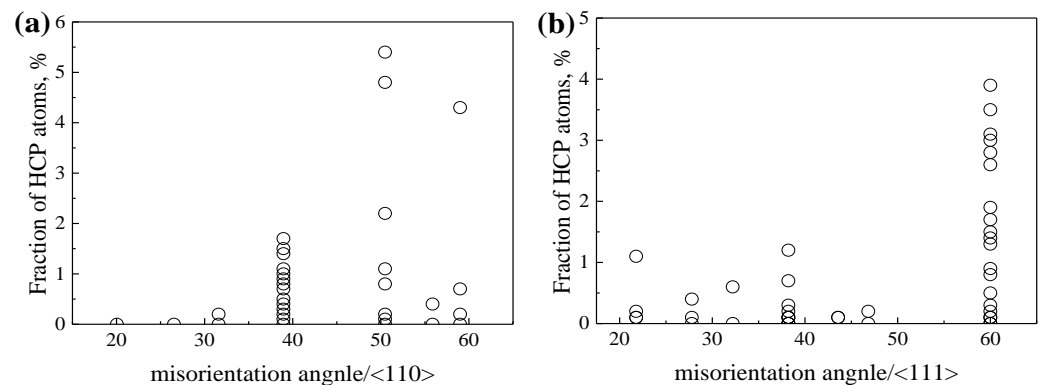 (a)
Fraction of HCP atoms, %
6
5
4
3
2
1
0
20 30 40 50 60
misorientation angnle/<110>
(b)
Fraction of HCP atoms, %
5
4
3
2
1
0
20 30 40 50 60
misorientation angnle/<111>